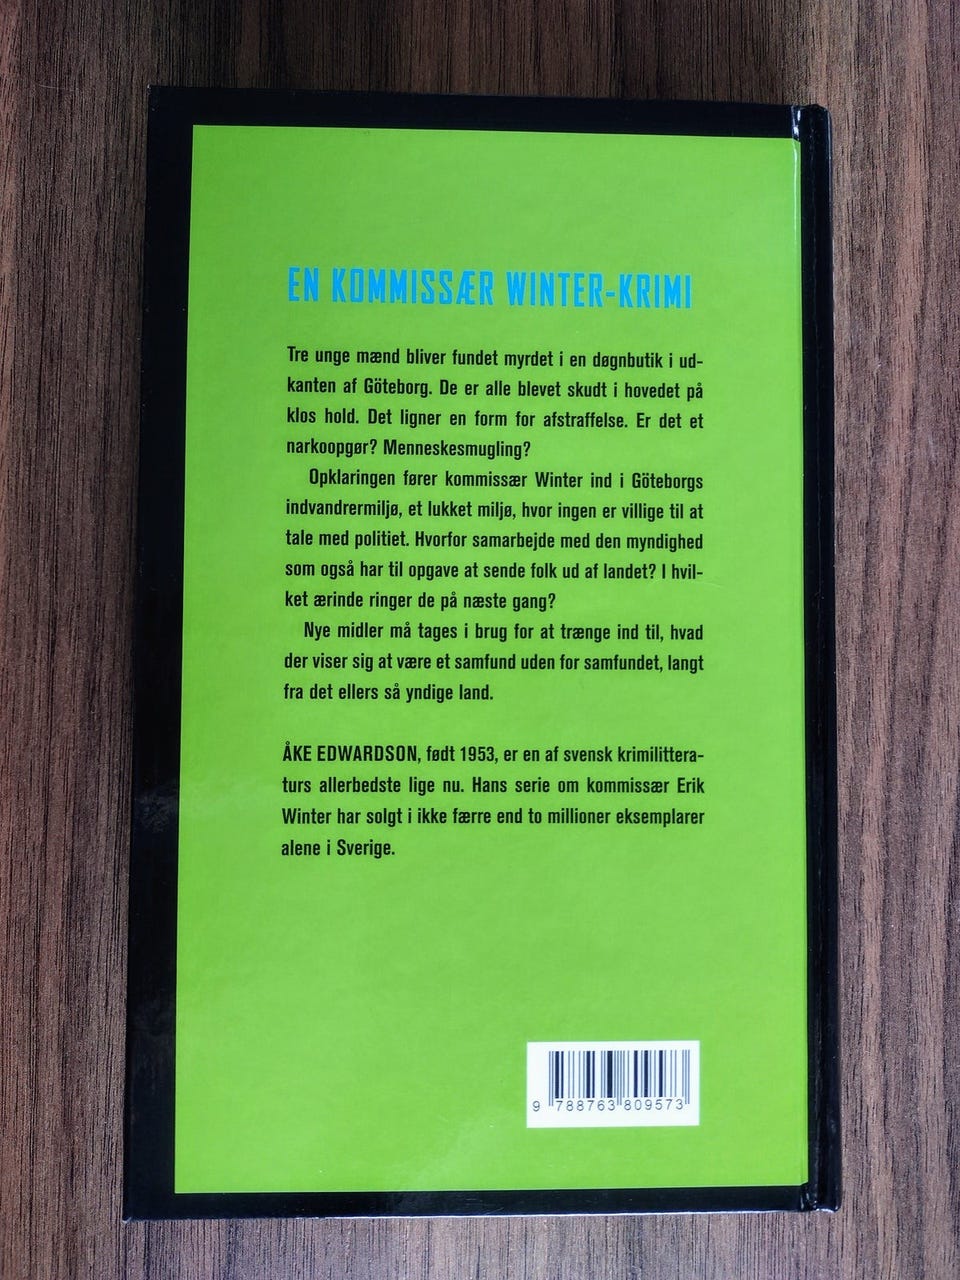 EN KOMMISSÆR WINTER-KRIMI
Tre unge mænd bliver fundet myrdet i en døgnbutik i ud-
kanten af Göteborg. De er alle blevet skudt i hovedet på
klos hold. Det ligner en form for afstraffelse. Er det et
narkoopgør? Menneskesmugling?
Opklaringen fører kommissær Winter ind i Göteborgs
indvandrermiljø, et lukket miljø, hvor ingen er villige til at
tale med politiet. Hvorfor samarbejde med den myndighed
som også har til opgave at sende folk ud af landet? I hvil-
ket ærinde ringer de på næste gang?
Nye midler må tages i brug for at trænge ind til, hvad
der viser sig at være et samfund uden for samfundet, langt
fra det ellers så yndige land.
ÅKE EDWARDSON, født 1953, er en af svensk krimilittera-
turs allerbedste lige nu. Hans serie om kommissær Erik
Winter har solgt i ikke færre end to millioner eksemplarer
alene i Sverige.
9 788763 809573